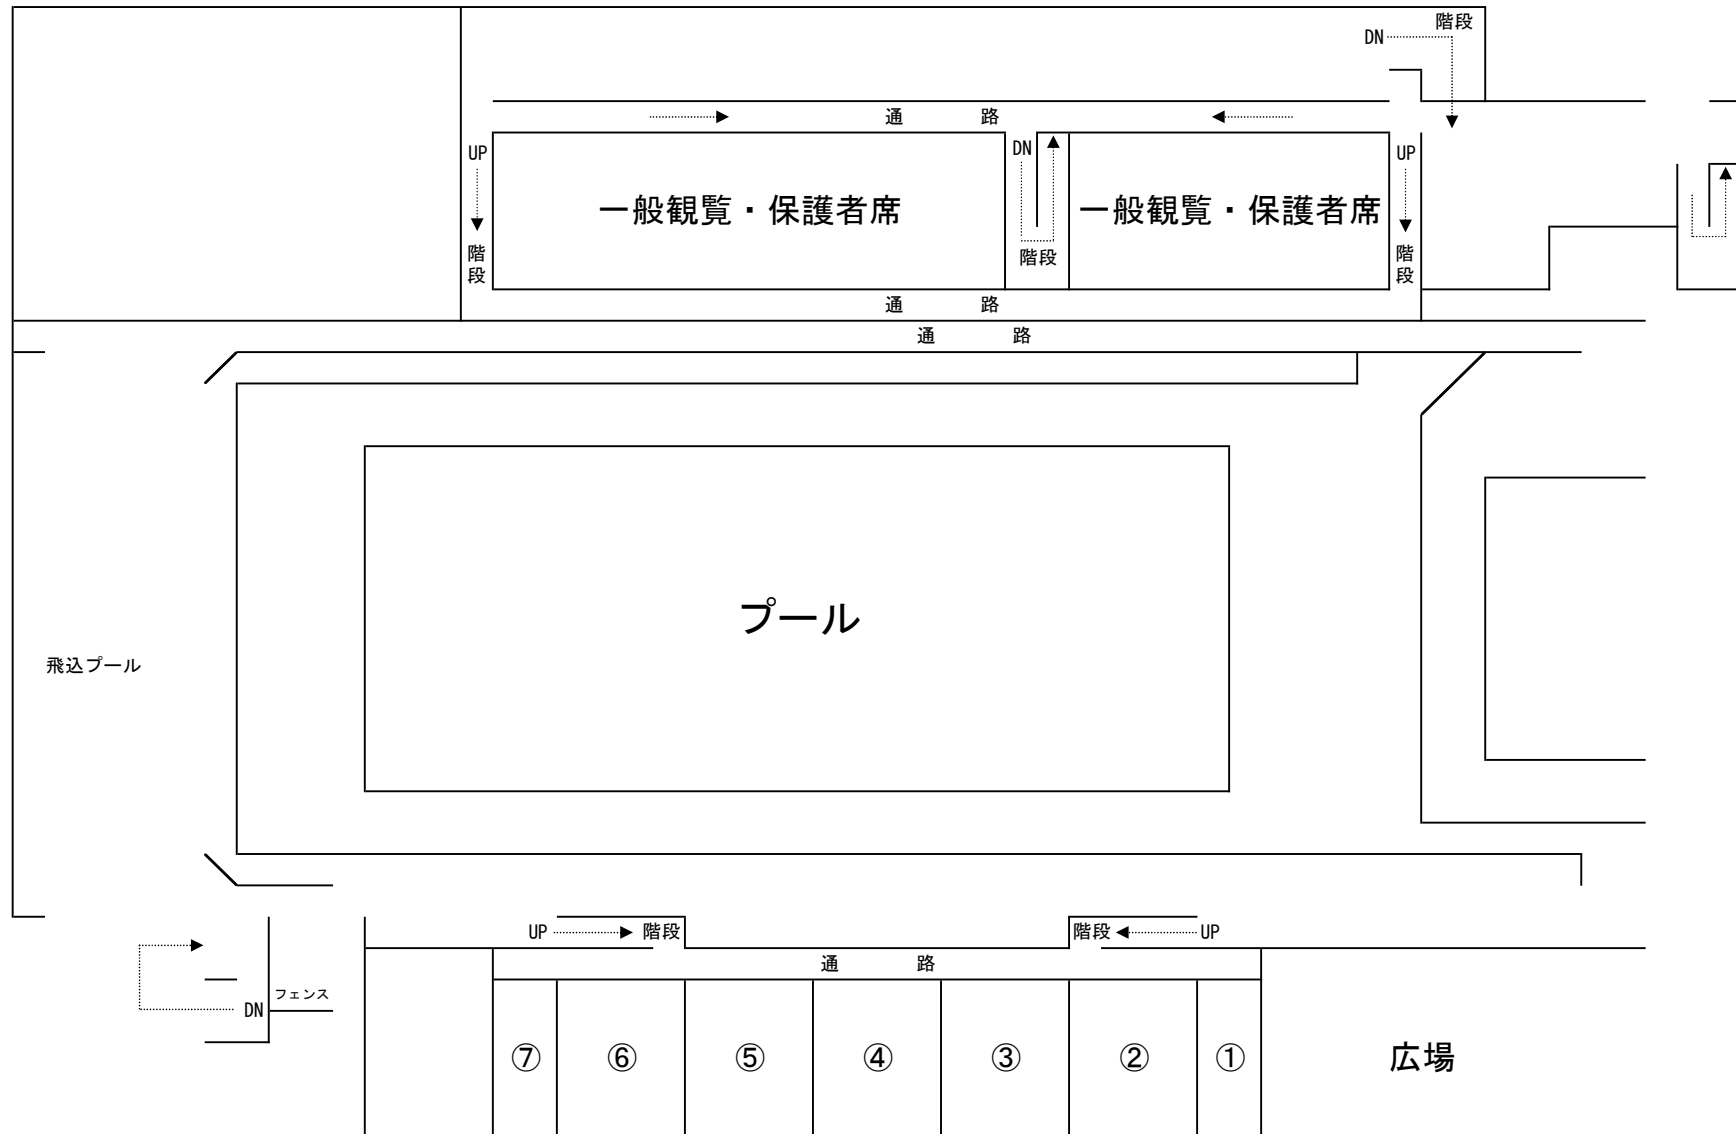 階段
DN
通　路
UP
DN
UP
一般観覧・保護者席
一般観覧・保護者席
階段
階段
階段
通　路
通　路
プール
飛込プール
UP
階段
階段
UP
通　路
フェンス
DN
⑦
⑥
⑤
④
③
②
①
広場